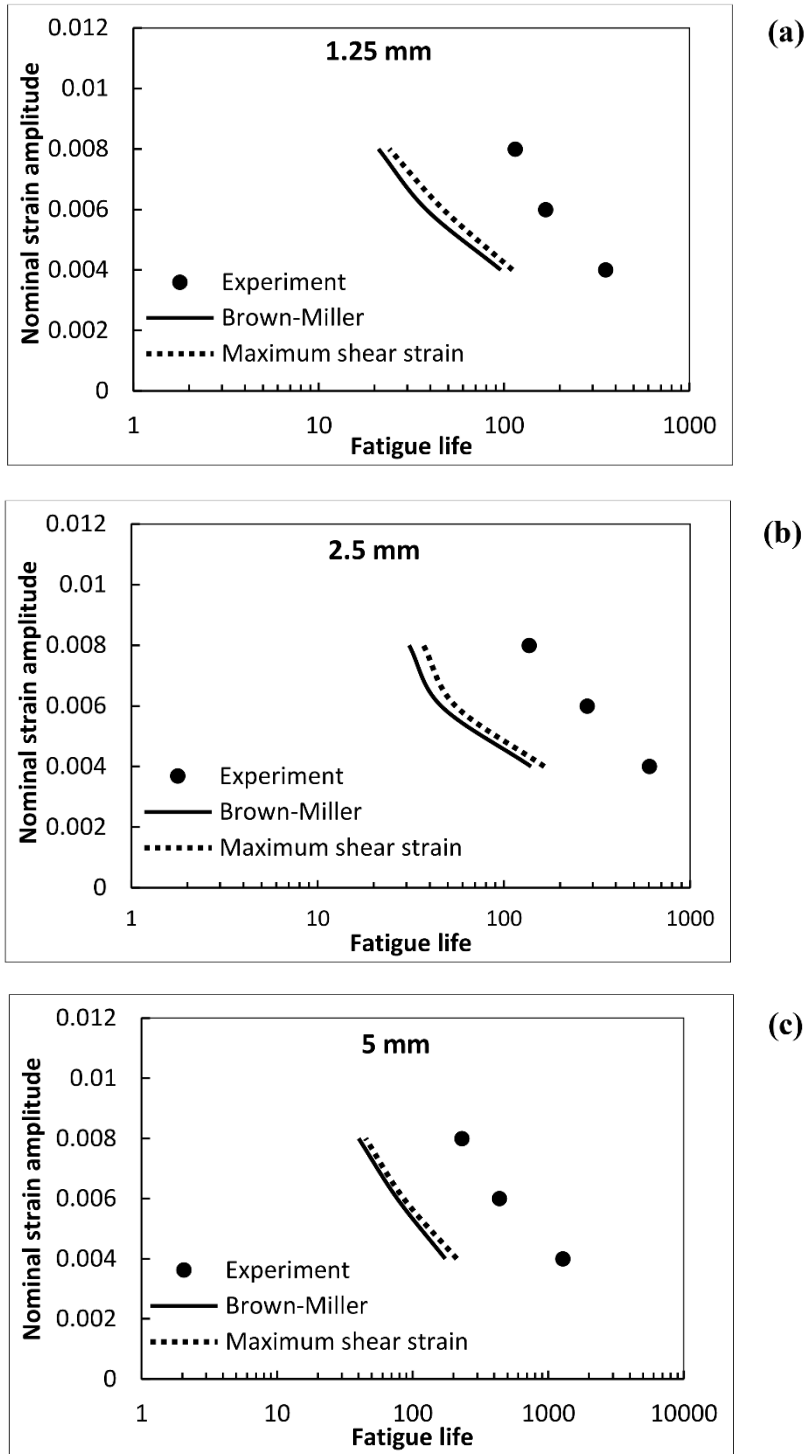 (a)
1.25 mm
Nominal strain amplitude
0.012
0.01
0.008
0.006
0.004
0.002
0
Experiment
Brown-Miller
Maximum shear strain
1 10 100 1000
Fatigue life
(b)
2.5 mm
Nominal strain amplitude
0.012
0.01
0.008
0.006
0.004
0.002
0
Experiment
Brown-Miller
Maximum shear strain
1 10 100 1000
Fatigue life
(c)
5 mm
Nominal strain amplitude
0.012
0.01
0.008
0.006
0.004
0.002
0
Experiment
Brown-Miller
Maximum shear strain
1 10 100 1000 10000
Fatigue life